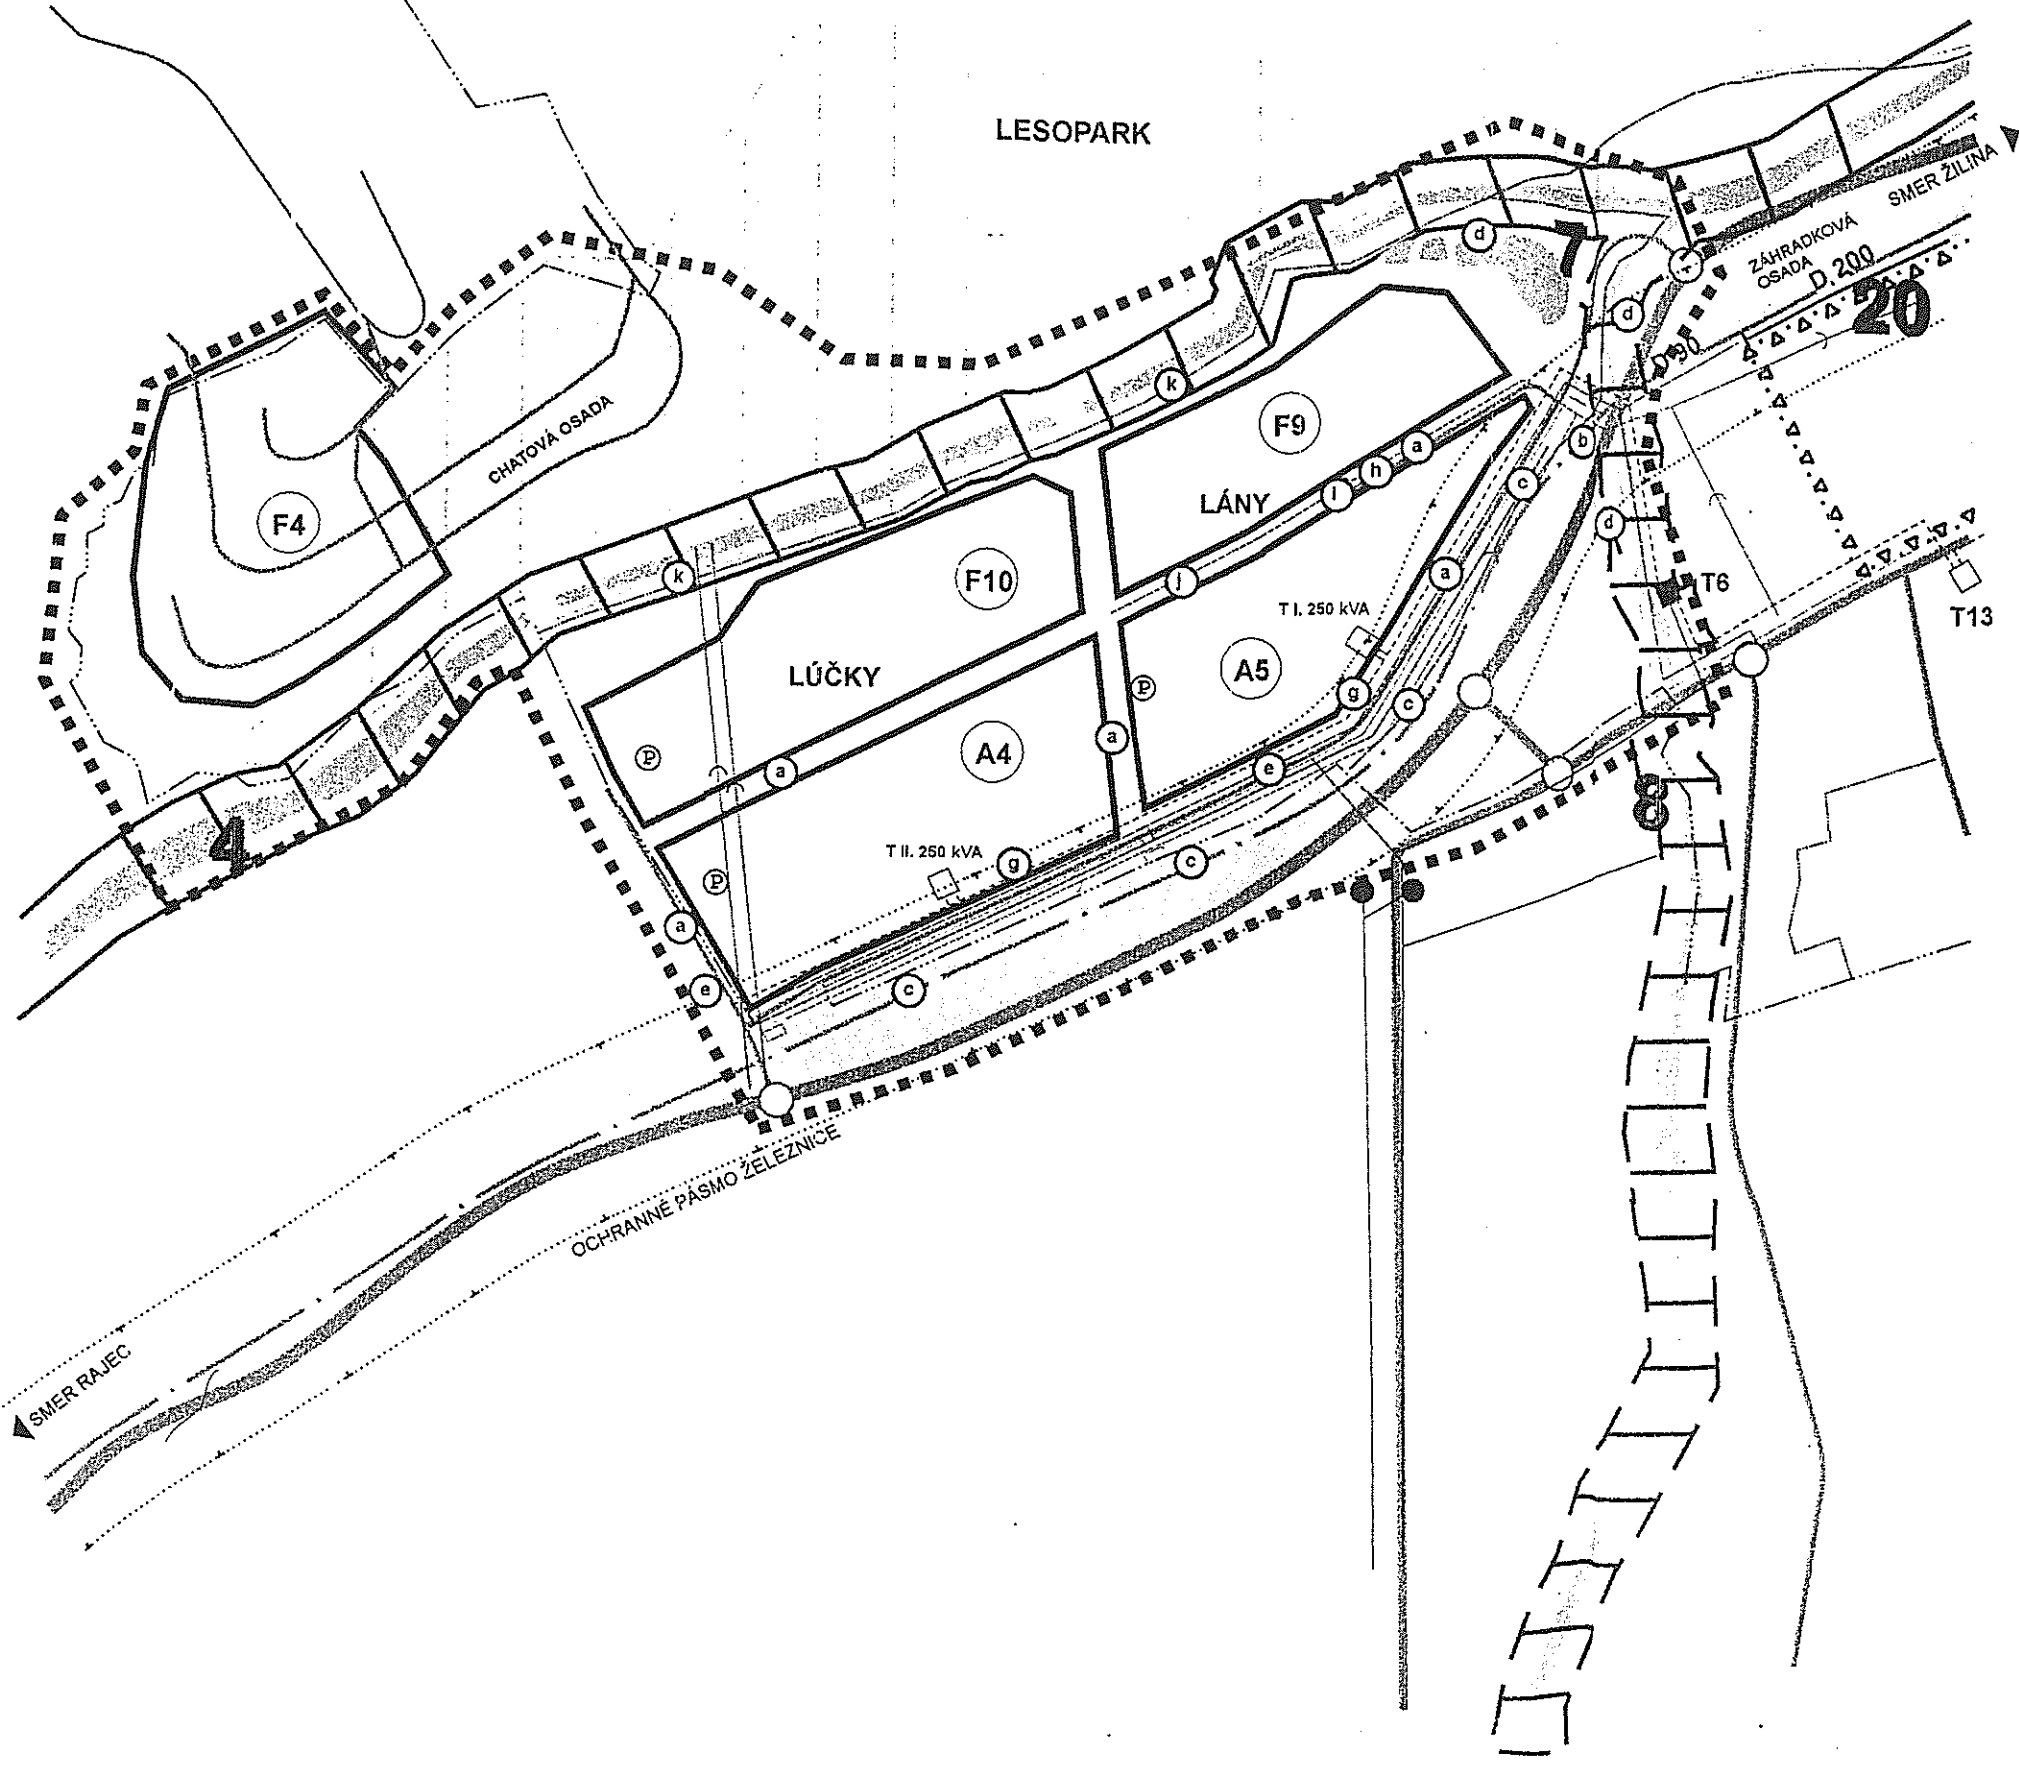 LESOPARK
SMER ŽILINA
ZÁHRADKOVÁ
OSADA
D 200
20
7
d
d
D 90
k
F9
CHATOVÁ OSADA
F4
a
h
b
LÁNY
c
d
F10
k
a
T I. 250 kVA
T6
T13
LÚČKY
A5
P
g
c
A4
a
P
a
e
8
4
T II. 250 kVA
g
c
P
a
e
c
OCHRANNÉ PÁSMO ŽELEZNICE
SMER RAJEC